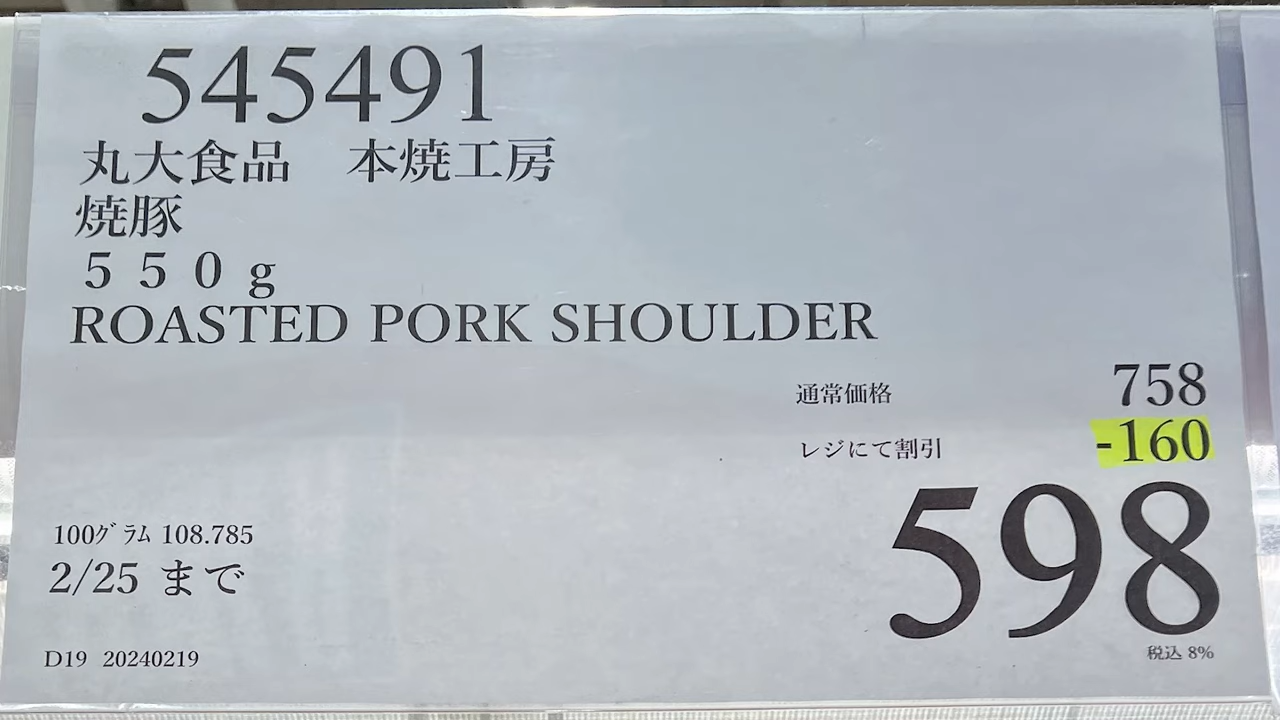 545491
丸大食品　本焼工房
焼豚
５５０ｇ
ROASTED PORK SHOULDER
通常価格 758
レジにて割引 -160
598
税込 8%
100ｸﾞﾗﾑ 108.785
2/25 まで
D19 20240219